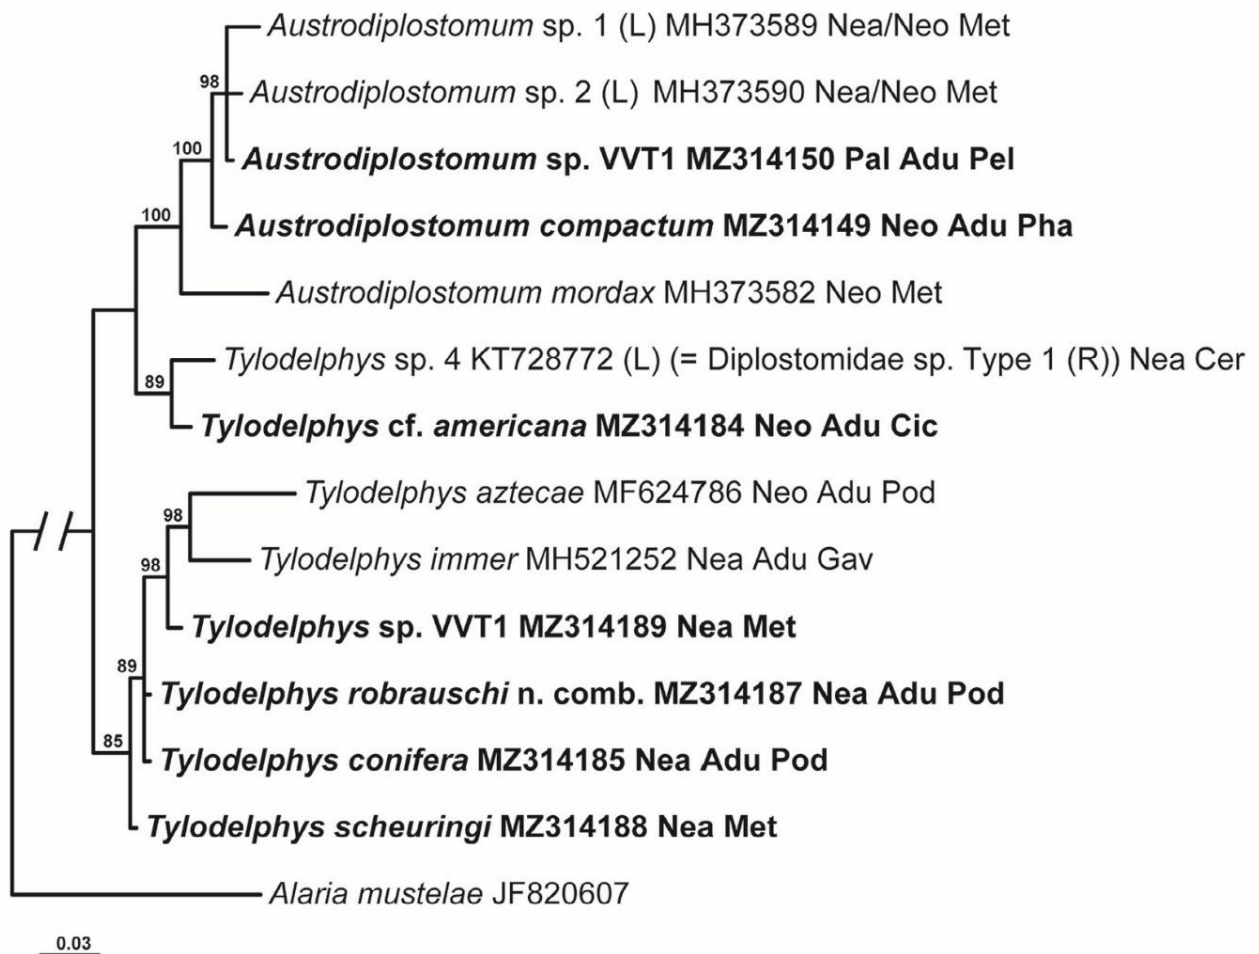 Austrodiplostomum sp. 1 (L) MH373589 Nea/Neo Met
98
Austrodiplostomum sp. 2 (L) MH373590 Nea/Neo Met
100
Austrodiplostomum sp. VVT1 MZ314150 Pal Adu Pel
100
Austrodiplostomum compactum MZ314149 Neo Adu Pha
Austrodiplostomum mordax MH373582 Neo Met
Tylodelphys sp. 4 KT728772 (L) (= Diplostomidae sp. Type 1 (R)) Nea Cer
89
Tylodelphys cf. americana MZ314184 Neo Adu Cic
Tylodelphys aztecae MF624786 Neo Adu Pod
98
Tylodelphys immer MH521252 Nea Adu Gav
98
Tylodelphys sp. VVT1 MZ314189 Nea Met
89
Tylodelphys robrauschi n. comb. MZ314187 Nea Adu Pod
85
Tylodelphys conifera MZ314185 Nea Adu Pod
Tylodelphys scheuringi MZ314188 Nea Met
Alaria mustelae JF820607
0.03